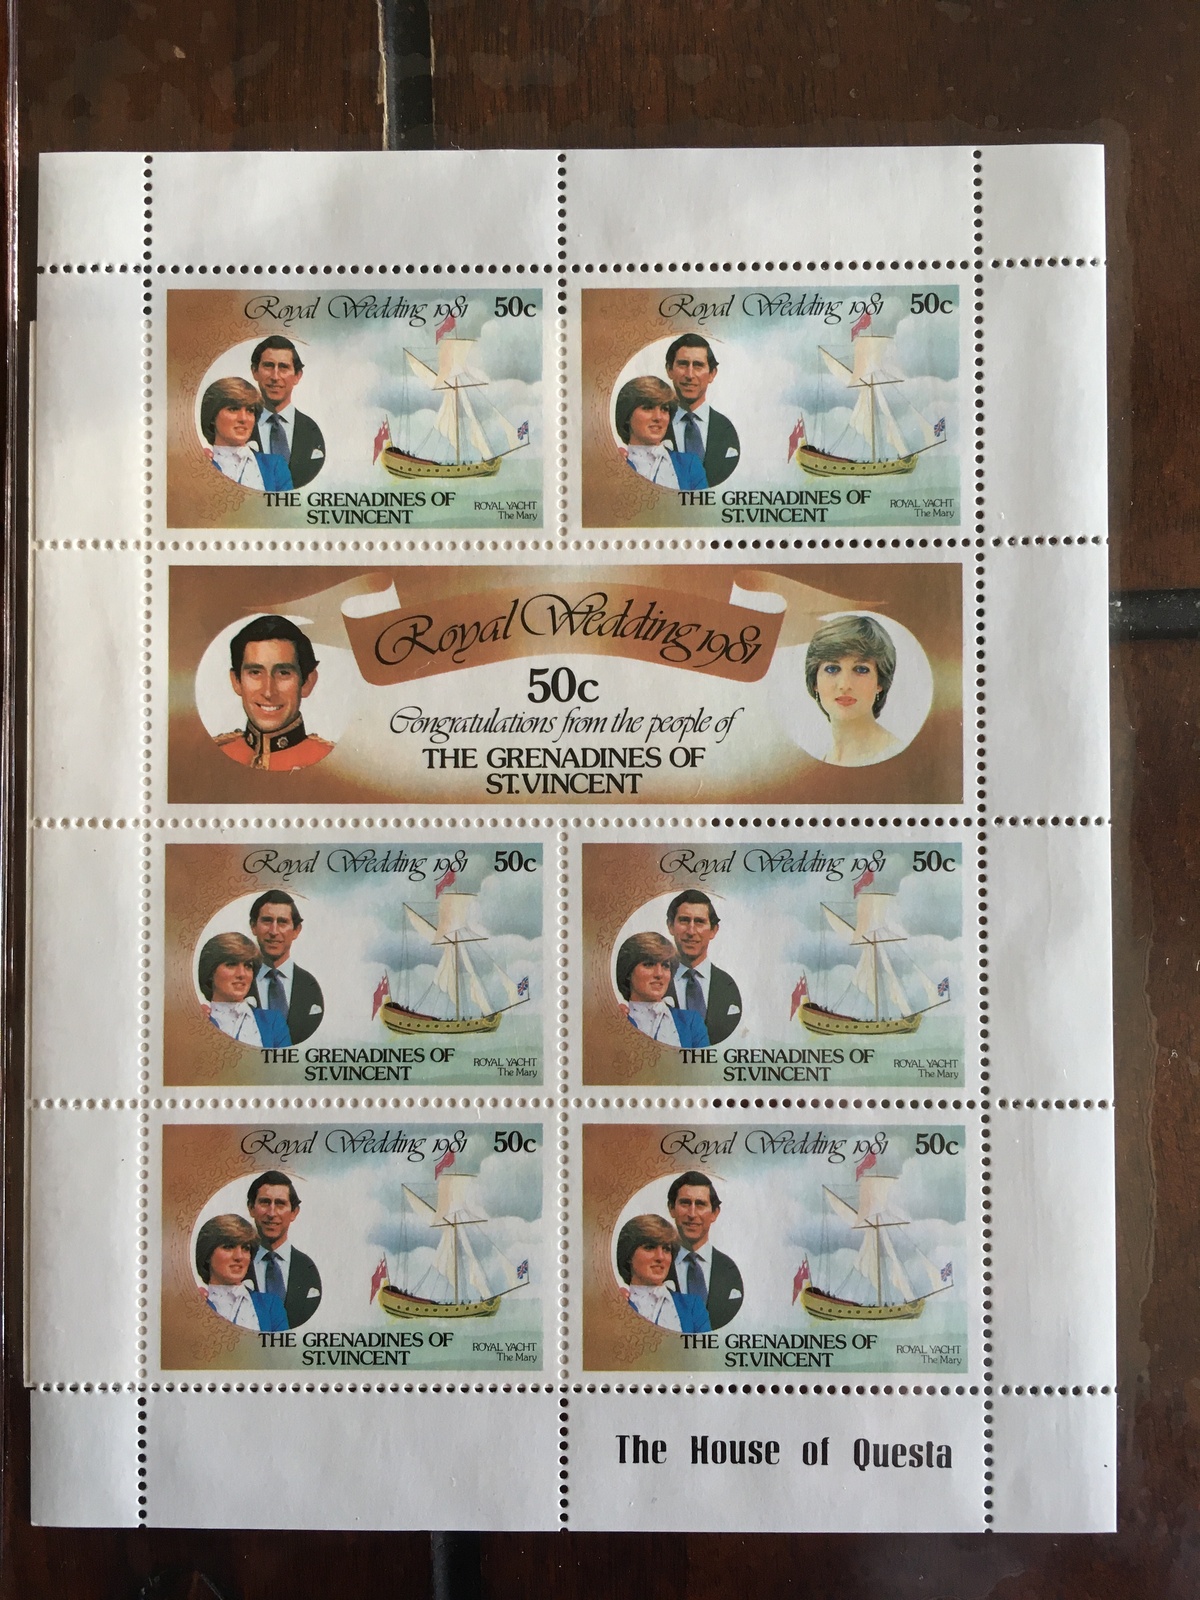 Royal Wedding 1981 50c
THE GRENADINES OF
ST.VINCENT
ROYAL YACHT
The Mary
Royal Wedding 1981 50c
THE GRENADINES OF
ST.VINCENT
ROYAL YACHT
The Mary
Royal Wedding 1981
50c
Congratulations from the people of
THE GRENADINES OF
ST.VINCENT
Royal Wedding 1981 50c
THE GRENADINES OF
ST.VINCENT
ROYAL YACHT
The Mary
Royal Wedding 1981 50c
THE GRENADINES OF
ST.VINCENT
ROYAL YACHT
The Mary
Royal Wedding 1981 50c
THE GRENADINES OF
ST.VINCENT
ROYAL YACHT
The Mary
Royal Wedding 1981 50c
THE GRENADINES OF
ST.VINCENT
ROYAL YACHT
The Mary
The House of Questa